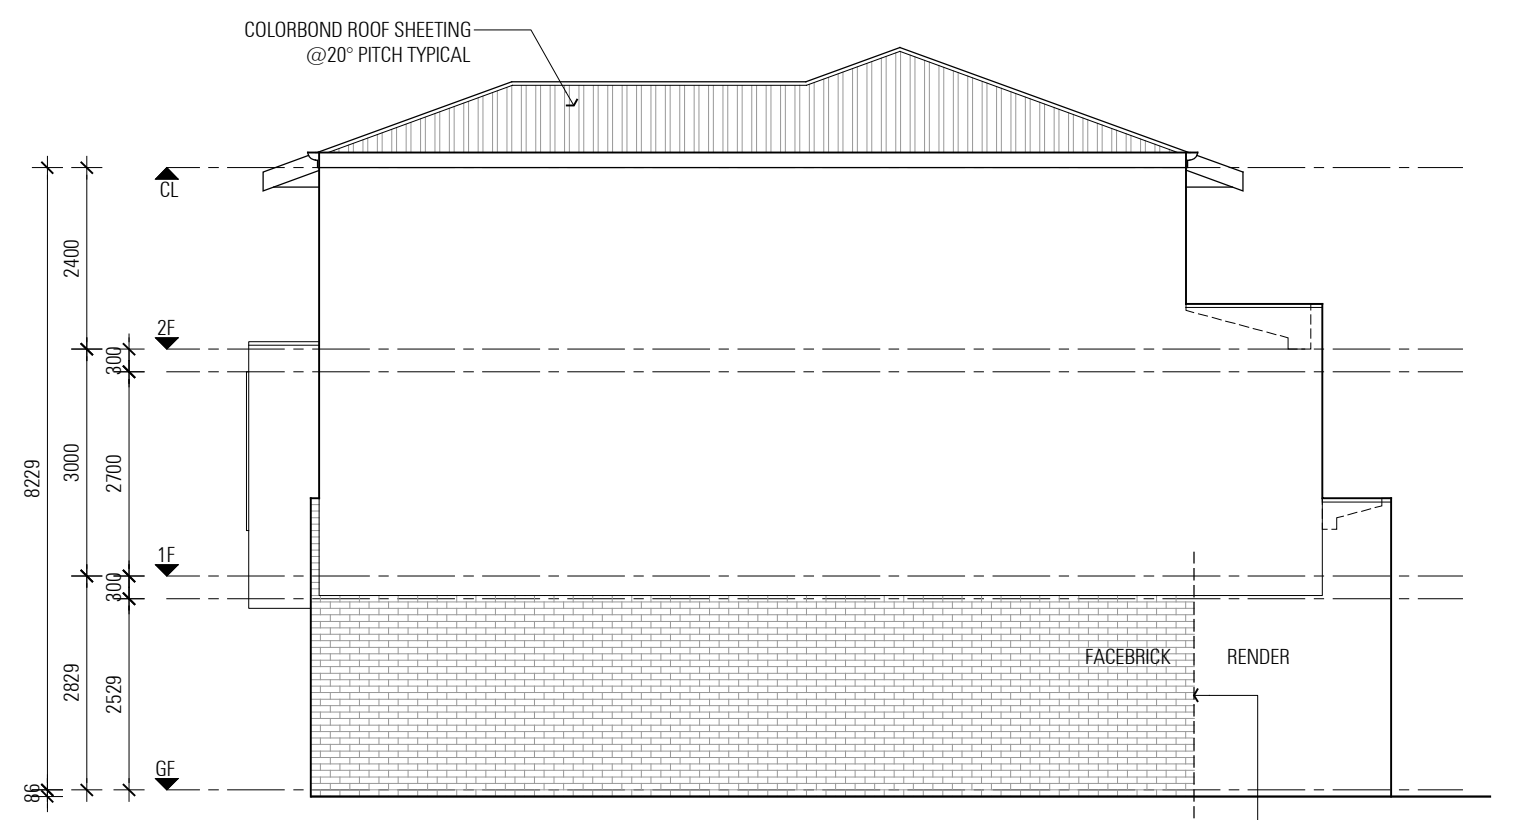 COLORBOND ROOF SHEETING
@20° PITCH TYPICAL
CL
2400
2F
300
8229
3000
2700
1F
300
FACEBRICK
RENDER
2829
2529
GF
86